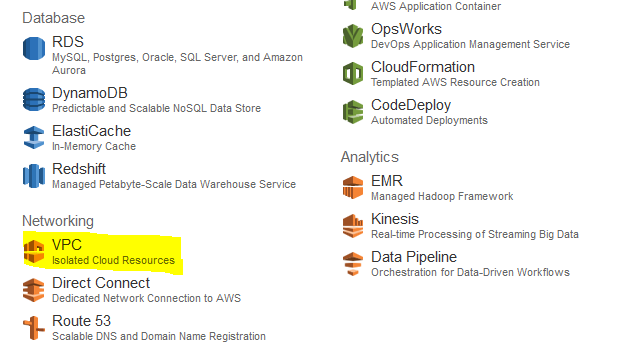 Database
RDS
MySQL, Postgres, Oracle, SQL Server, and Amazon
Aurora
DynamoDB
Predictable and Scalable NoSQL Data Store
ElastiCache
In-Memory Cache
Redshift
Managed Petabyte-Scale Data Warehouse Service
Networking
VPC
Isolated Cloud Resources
Direct Connect
Dedicated Network Connection to AWS
Route 53
Scalable DNS and Domain Name Registration
AWS Application Container
OpsWorks
DevOps Application Management Service
CloudFormation
Templated AWS Resource Creation
CodeDeploy
Automated Deployments
Analytics
EMR
Managed Hadoop Framework
Kinesis
Real-time Processing of Streaming Big Data
Data Pipeline
Orchestration for Data-Driven Workflows